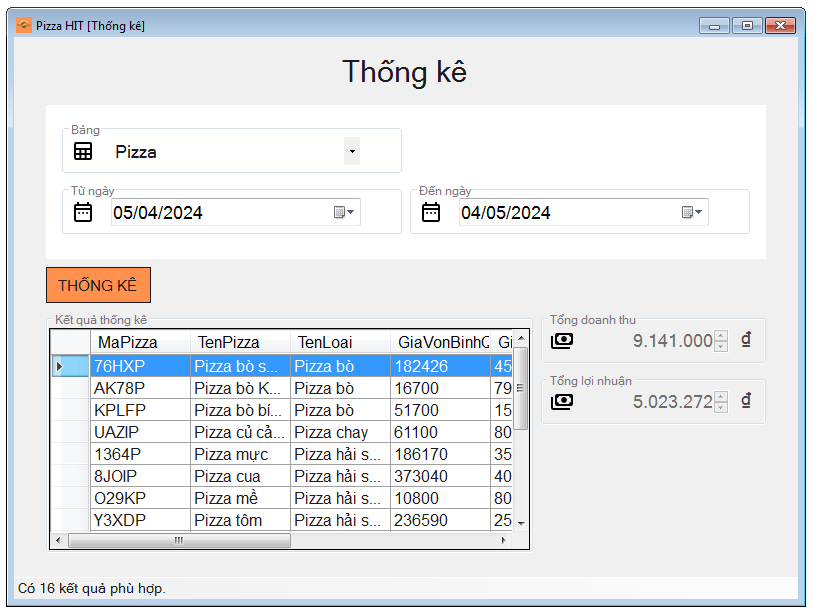 Pizza HIT [Thống kê]
Thống kê
Bảng
Pizza
Từ ngày
Đến ngày
05/04/2024
04/05/2024
THỐNG KÊ
Kết quả thống kê
MaPizza TenPizza TenLoai GiaVonBinhQ Gi
76HXP Pizza bò s... Pizza bò 182426 45
AK78P Pizza bò K... Pizza bò 16700 79
KPLFP Pizza bò bí... Pizza bò 51700 15
UAZIP Pizza củ cả... Pizza chay 61100 80
1364P Pizza mực Pizza hải s... 186170 35
8JOIP Pizza cua Pizza hải s... 373040 40
O29KP Pizza mề Pizza hải s... 10800 80
Y3XDP Pizza tôm Pizza hải s... 236590 25
Tổng doanh thu
9.141.000 ₫
Tổng lợi nhuận
5.023.272 ₫
Có 16 kết quả phù hợp.